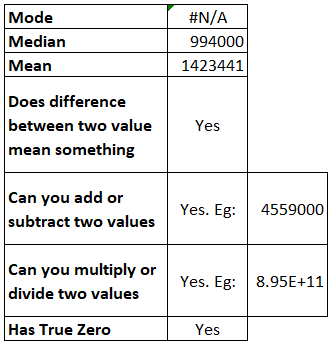 Mode #N/A
Median 994000
Mean 1423441
Does difference
between two value Yes
mean something
Can you add or
subtract two values Yes. Eg: 4559000
Can you multiply or
divide two values Yes. Eg: 8.95E+11
Has True Zero Yes